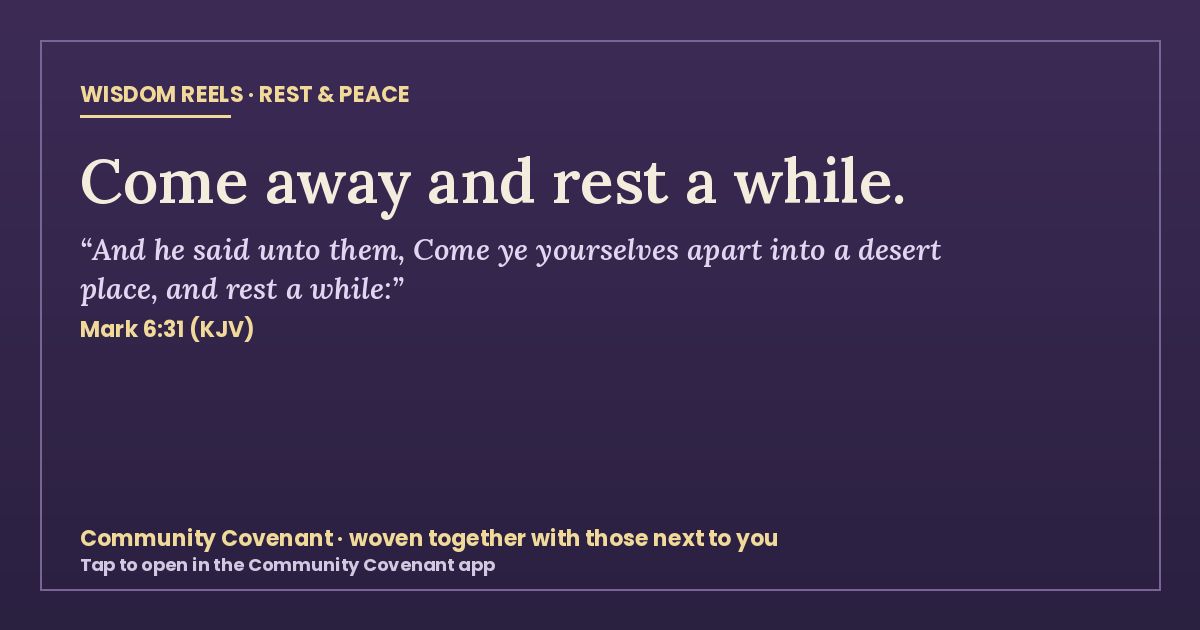 WISDOM REELS · REST & PEACE
Come away and rest a while.
“And he said unto them, Come ye yourselves apart into a desert
place, and rest a while:”
Mark 6:31 (KJV)
Community Covenant · woven together with those next to you
Tap to open in the Community Covenant app